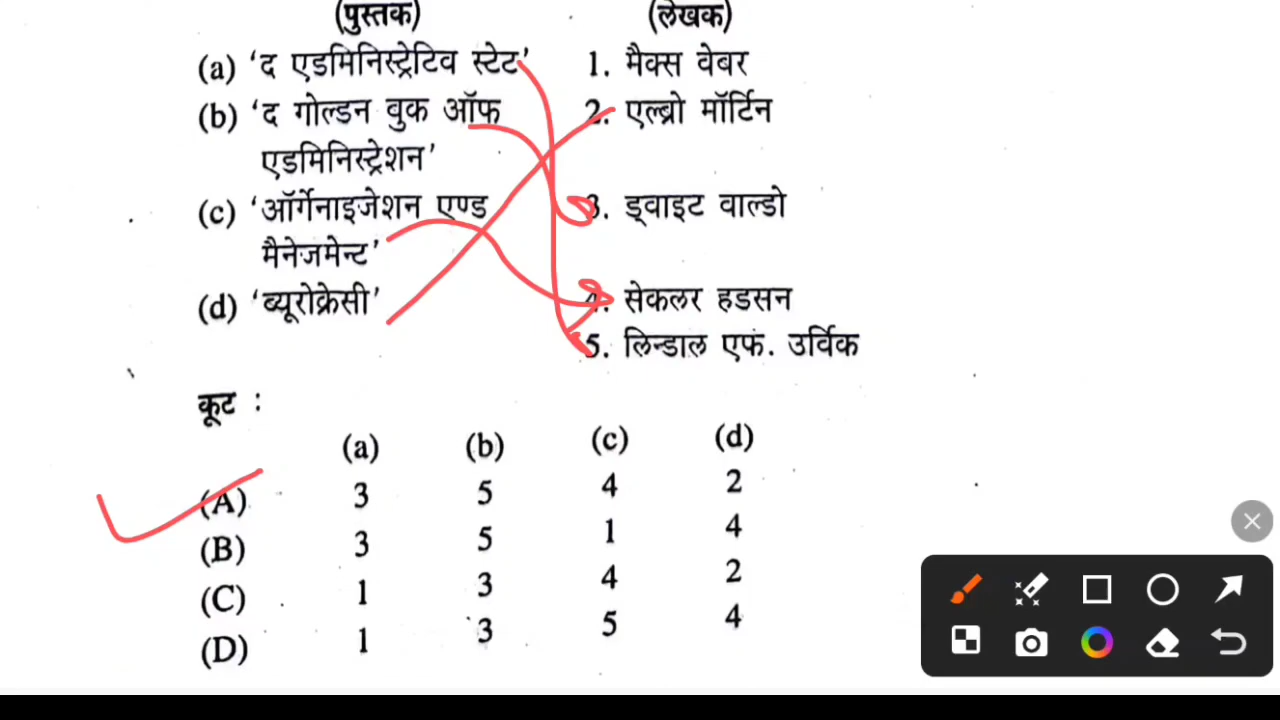 (पुस्तक) (लेखक)
(a) 'द एडमिनिस्ट्रेटिव स्टेट' 1. मैक्स वेबर
(b) 'द गोल्डन बुक ऑफ 2. एल्ब्रो मॉर्टिन
एडमिनिस्ट्रेशन'
(c) 'ऑर्गेनाइजेशन एण्ड 3. ड्वाइट वाल्डो
मैनेजमेन्ट'
(d) 'ब्यूरोक्रेसी' 4. सेकलर हडसन
5. लिन्डाल एफ. उर्विक
कूट :
(a) (b) (c) (d)
(A) 3 5 4 2
(B) 3 5 1 4
(C) 1 3 4 2
(D) 1 3 5 4